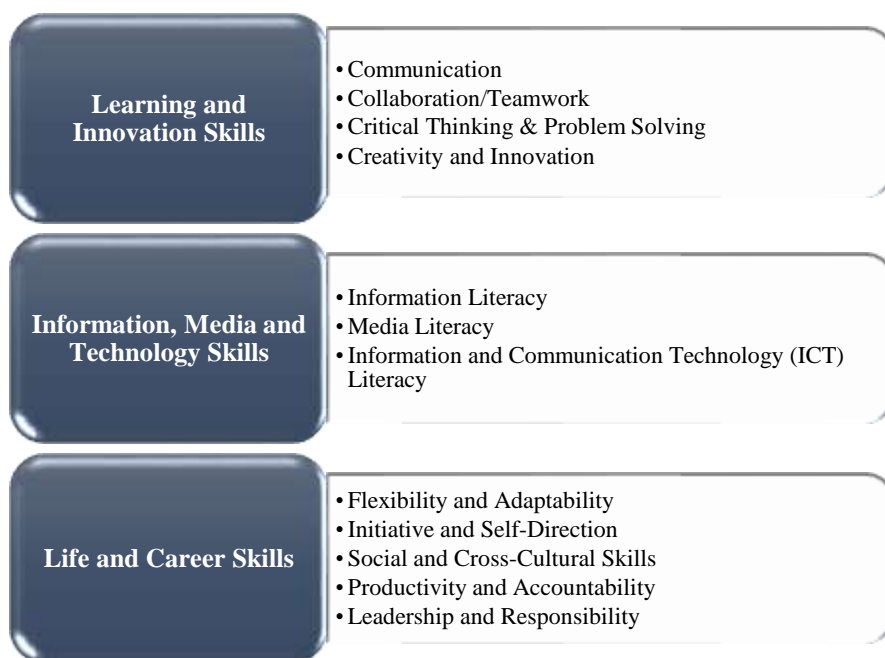 Learning and
Innovation Skills
• Communication
• Collaboration/Teamwork
• Critical Thinking & Problem Solving
• Creativity and Innovation
Information, Media and
Technology Skills
• Information Literacy
• Media Literacy
• Information and Communication Technology (ICT)
Literacy
Life and Career Skills
• Flexibility and Adaptability
• Initiative and Self-Direction
• Social and Cross-Cultural Skills
• Productivity and Accountability
• Leadership and Responsibility